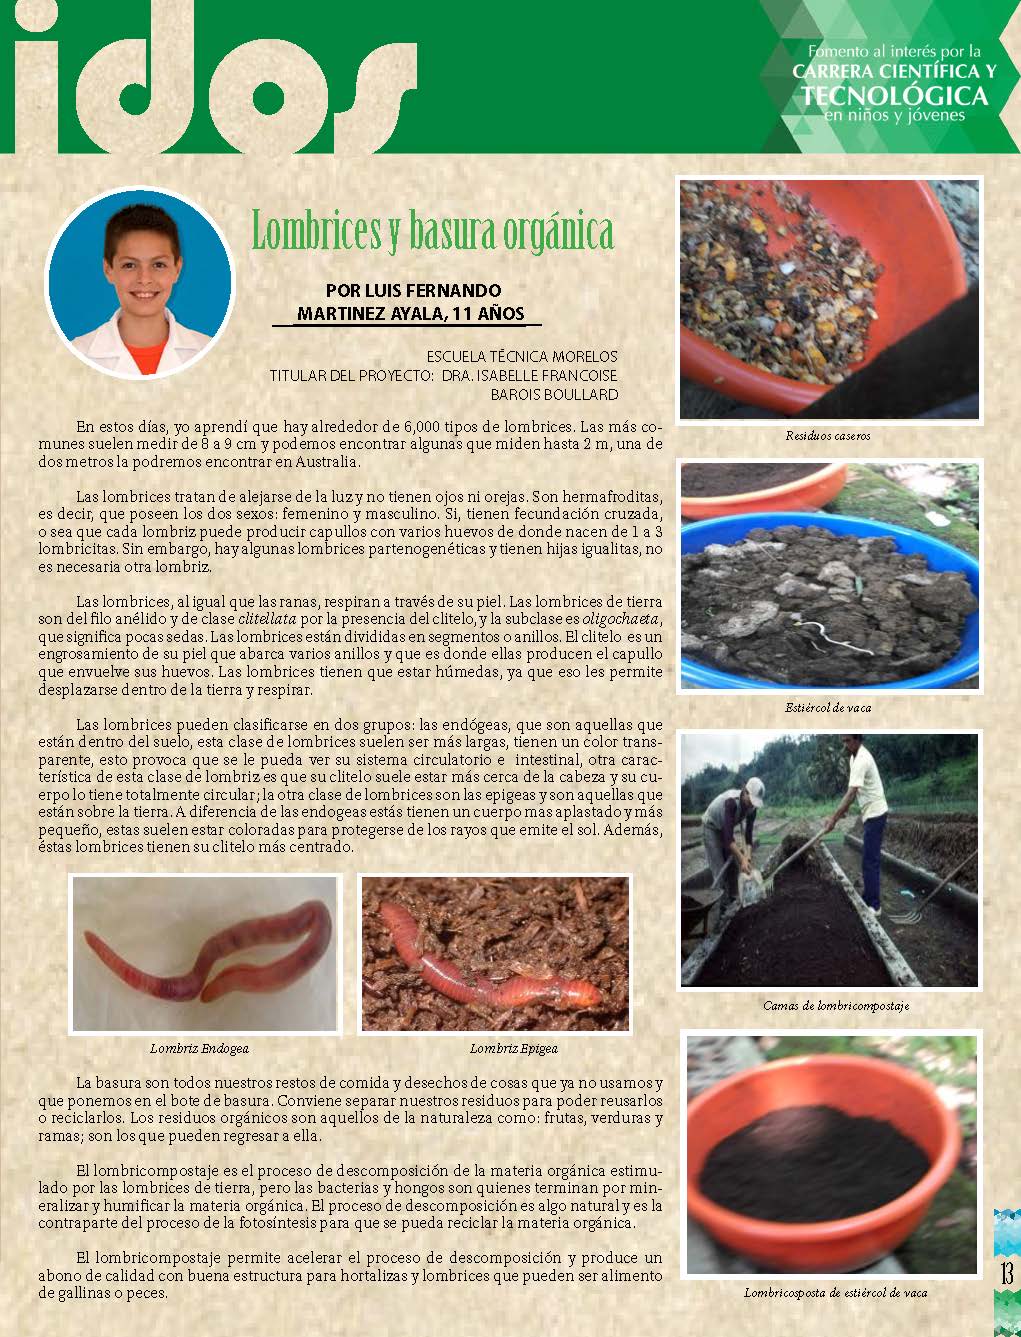 idos
Fomento al interés por la
CARRERA CIENTÍFICA Y
TECNOLÓGICA
en niños y jóvenes
Lombrices y basura orgánica
POR LUIS FERNANDO
MARTINEZ AYALA, 11 AÑOS
ESCUELA TÉCNICA MORELOS
TITULAR DEL PROYECTO: DRA. ISABELLE FRANCOISE
BAROIS BOULLARD
En estos días, yo aprendí que hay alrededor de 6,000 tipos de lombrices. Las más co-
munes suelen medir de 8 a 9 cm y podemos encontrar algunas que miden hasta 2 m, una de
dos metros la podremos encontrar en Australia.
Las lombrices tratan de alejarse de la luz y no tienen ojos ni orejas. Son hermafroditas,
es decir, que poseen los dos sexos: femenino y masculino. Si, tienen fecundación cruzada,
o sea que cada lombriz puede producir capullos con varios huevos de donde nacen de 1 a 3
lombricitas. Sin embargo, hay algunas lombrices partenogenéticas y tienen hijas igualitas, no
es necesaria otra lombriz.
Las lombrices, al igual que las ranas, respiran a través de su piel. Las lombrices de tierra
son del filo anélido y de clase clitellata por la presencia del clitelo, y la subclase es oligochaeta,
que significa pocas sedas. Las lombrices están divididas en segmentos o anillos. El clitelo es un
engrosamiento de su piel que abarca varios anillos y que es donde ellas producen el capullo
que envuelve sus huevos. Las lombrices tienen que estar húmedas, ya que eso les permite
desplazarse dentro de la tierra y respirar.
Las lombrices pueden clasificarse en dos grupos: las endógeas, que son aquellas que
están dentro del suelo, esta clase de lombrices suelen ser más largas, tienen un color trans-
parente, esto provoca que se le pueda ver su sistema circulatorio e intestinal, otra carac-
terística de esta clase de lombriz es que su clitelo suele estar más cerca de la cabeza y su cu-
erpo lo tiene totalmente circular; la otra clase de lombrices son las epigeas y son aquellas que
están sobre la tierra. A diferencia de las endogeas estás tienen un cuerpo mas aplastado y más
pequeño, estas suelen estar coloradas para protegerse de los rayos que emite el sol. Además,
éstas lombrices tienen su clitelo más centrado.
Lombriz Endogea
Lombriz Epigea
La basura son todos nuestros restos de comida y desechos de cosas que ya no usamos y
que ponemos en el bote de basura. Conviene separar nuestros residuos para poder reusarlos
o reciclarlos. Los residuos orgánicos son aquellos de la naturaleza como: frutas, verduras y
ramas; son los que pueden regresar a ella.
El lombricompostaje es el proceso de descomposición de la materia orgánica estimu-
lado por las lombrices de tierra, pero las bacterias y hongos son quienes terminan por min-
eralizar y humificar la materia orgánica. El proceso de descomposición es algo natural y es la
contraparte del proceso de la fotosíntesis para que se pueda reciclar la materia orgánica.
El lombricompostaje permite acelerar el proceso de descomposición y produce un
abono de calidad con buena estructura para hortalizas y lombrices que pueden ser alimento
de gallinas o peces.
Residuos caseros
Estiércol de vaca
Camas de lombricompostaje
Lombricosposta de estiércol de vaca
13